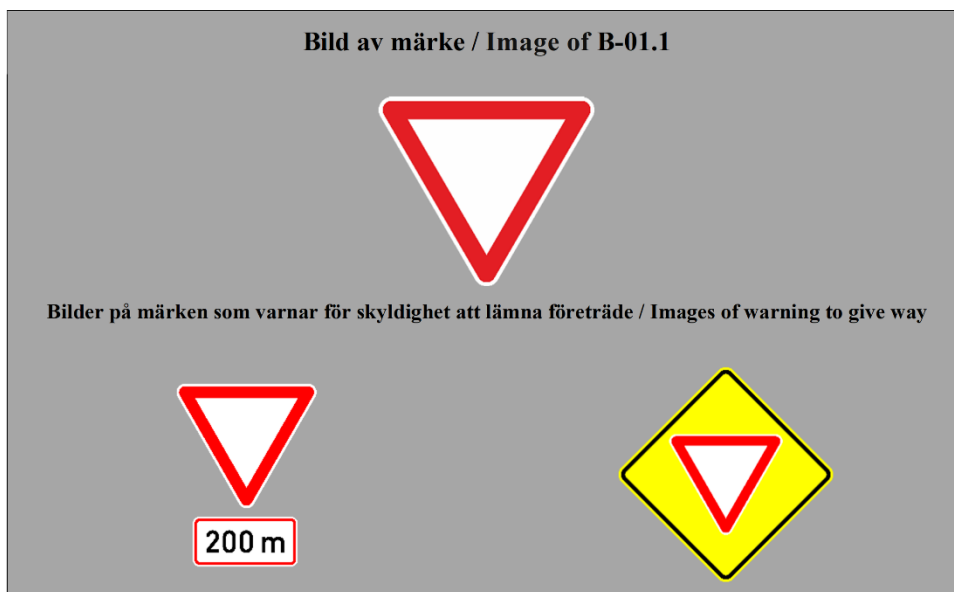 Bild av märke / Image of B-01.1
Bilder på märken som varnar för skyldighet att lämna företräde / Images of warning to give way
200 m